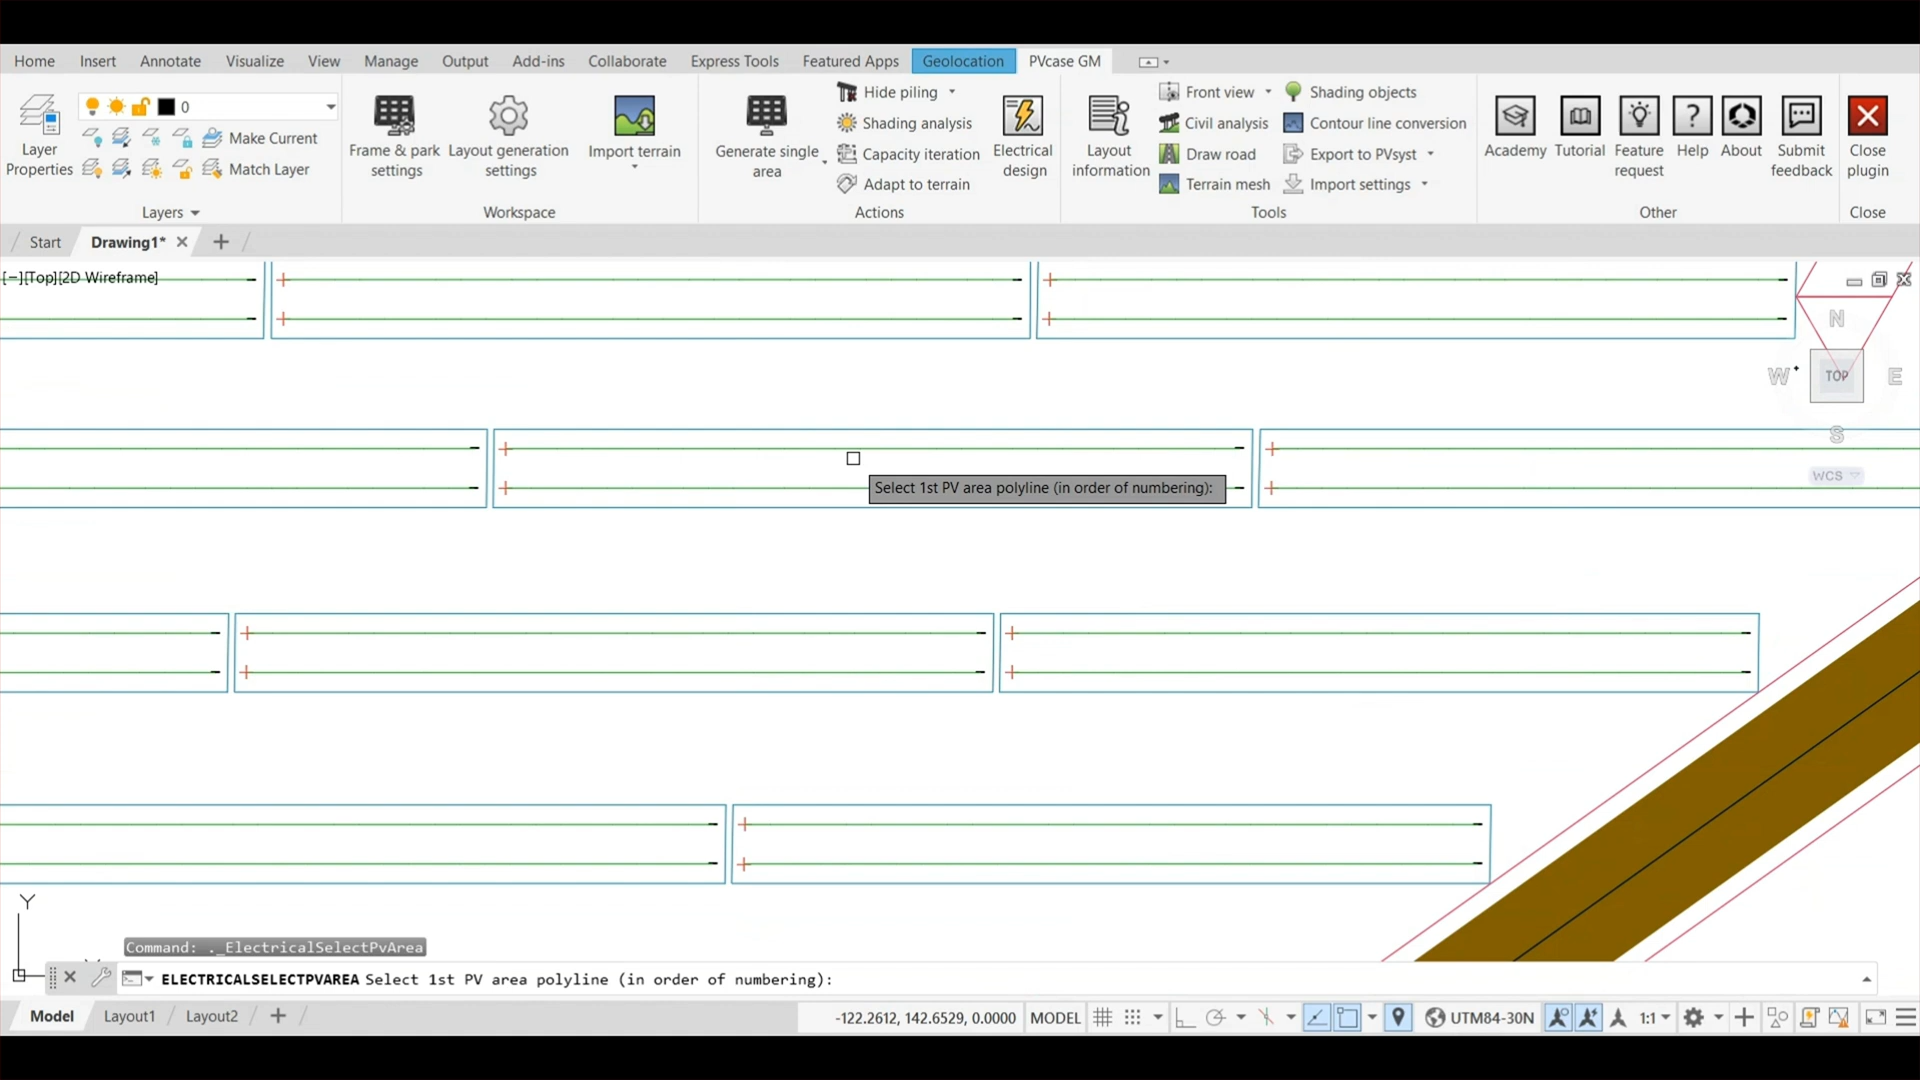 Home Insert Annotate Visualize View Manage Output Add-ins Collaborate Express Tools Featured Apps Geolocation PVcase GM
0
Make Current
Match Layer
Layer
Properties
Layers
Frame & park
settings
Layout generation
settings
Import terrain
Workspace
Generate single
area
Hide piling
Shading analysis
Capacity iteration
Adapt to terrain
Electrical
design
Actions
Layout
information
Front view
Civil analysis
Draw road
Terrain mesh
Shading objects
Contour line conversion
Export to PVsyst
Import settings
Tools
Academy
Tutorial
Feature
request
Help
About
Submit
feedback
Other
Close
plugin
Close
Start Drawing1*
[−][Top][2D Wireframe]
N
W TOP E
S
WCS
Select 1st PV area polyline (in order of numbering):
Y
Command: ._ElectricalSelectPvArea
ELECTRICALSELECTPVAREA Select 1st PV area polyline (in order of numbering):
Model Layout1 Layout2
-122.2612, 142.6529, 0.0000 MODEL UTM84-30N 1:1